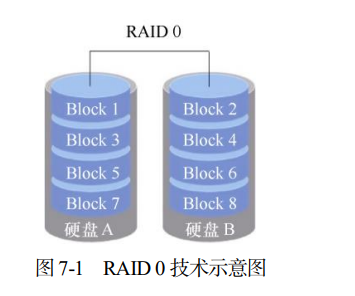 RAID 0
Block 1
Block 2
Block 3
Block 4
Block 5
Block 6
Block 7
Block 8
硬盘 A
硬盘 B
图 7-1 RAID 0 技术示意图